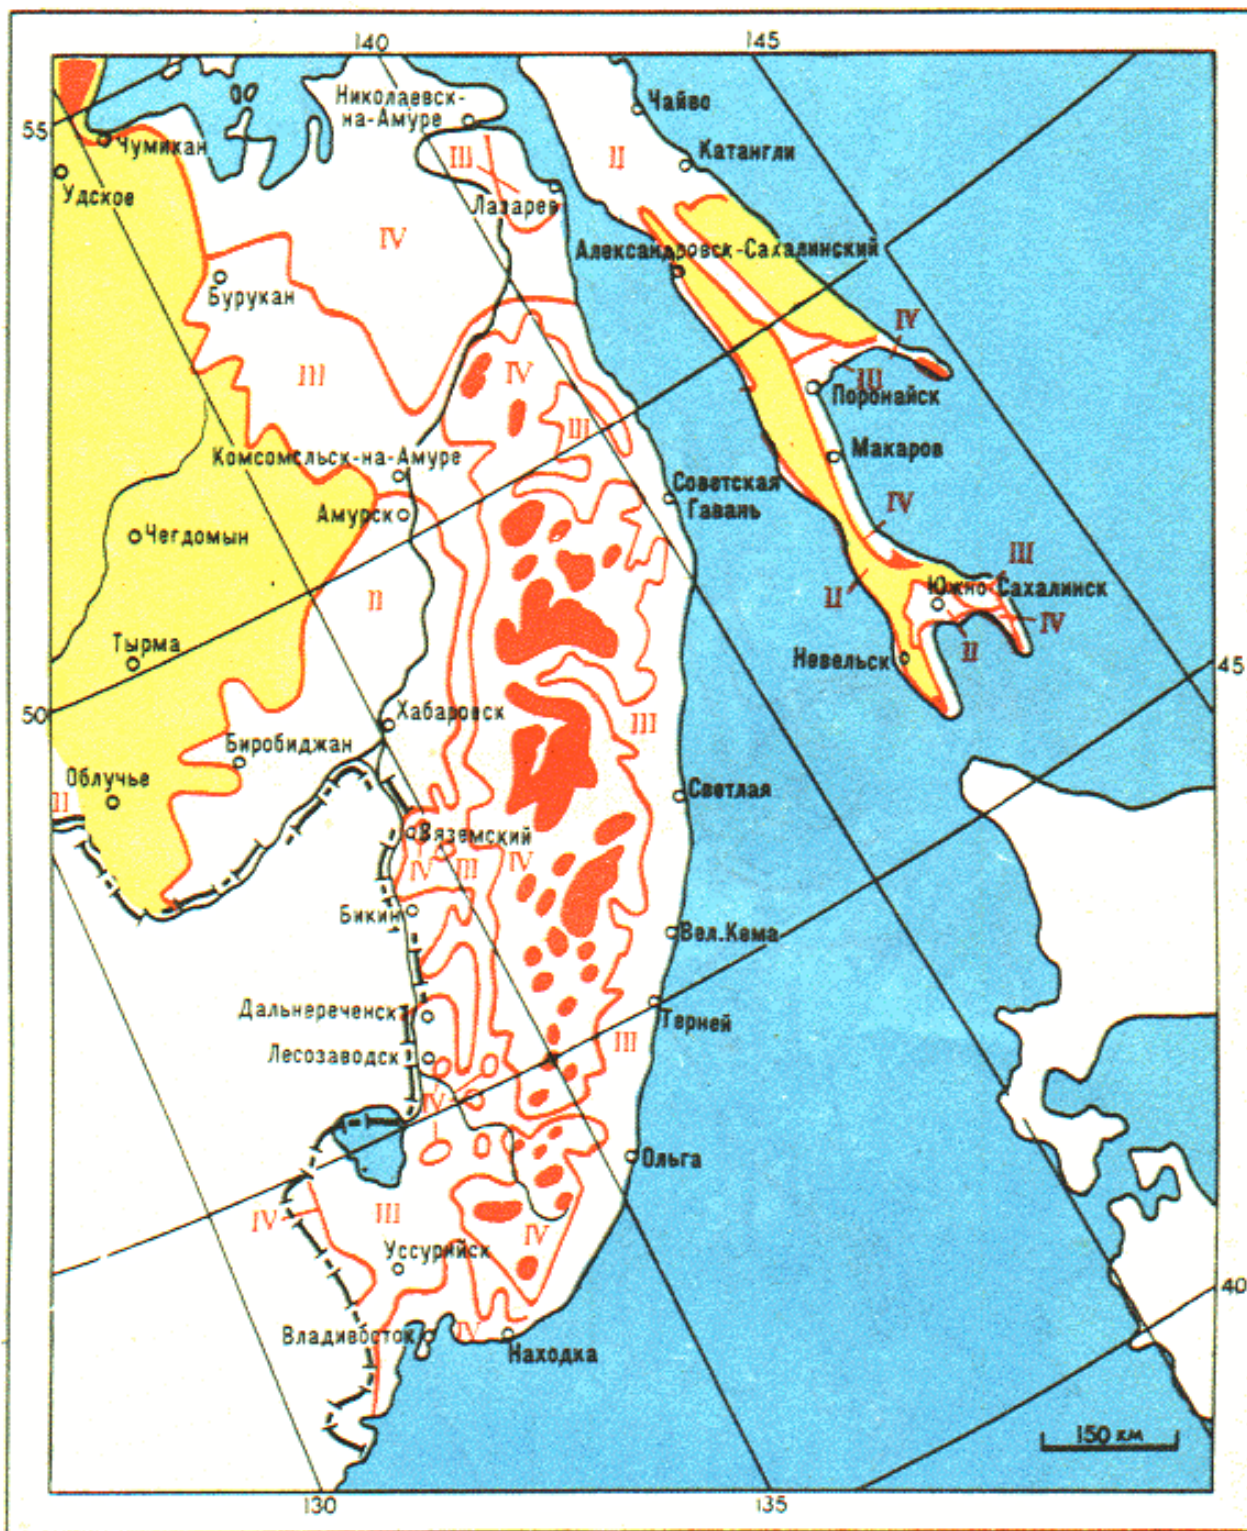 140
145
55
Николаевск-
на-Амуре
Чайво
Чумикан
Катангли
III
II
Удское
Лазарев
IV
Александровск-Сахалинский
Бурукан
IV
III
IV
III
Поронайск
III
Комсомсльск-на-Амуре
Макаров
Советская
Гавань
Амурск
IV
Чегдомын
III
II
II
Южно-Сахалинск
IV
Тырма
II
Невельск
45
50
Хабаровск
III
Биробиджан
Облучье
II
Светлая
Вяземский
IV
III
IV
Бикин
Вел.Кема
Дальнереченск
Терней
III
Лесозаводск
IV
Ольга
IV
III
IV
Уссурийск
40
Владивосток
IV
Находка
150 км
130
135